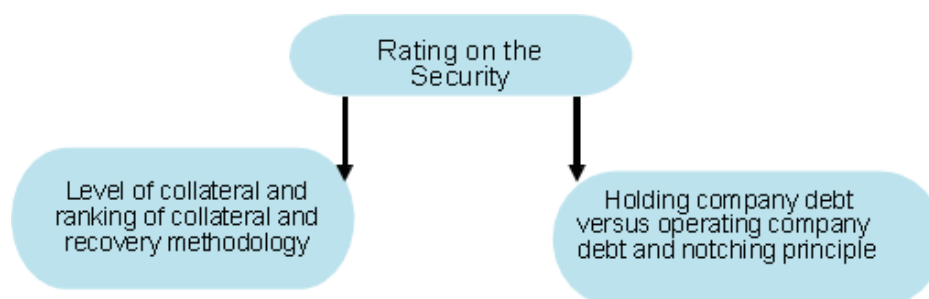 Rating on the
Security
Level of collateral and
ranking of collateral and
recovery methodology
Holding company debt
versus operating company
debt and notching principle